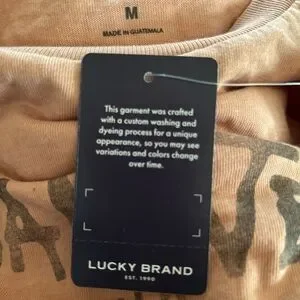 M
MADE IN GUATEMALA
This garment was crafted
with a custom washing and
dyeing process for a unique
appearance, so you may see
variations and colors change
over time.
LUCKY BRAND
EST. 1990